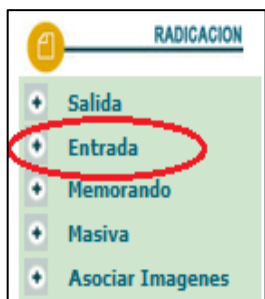 RADICACION
Salida
Entrada
Memorando
Masiva
Asociar Imagenes